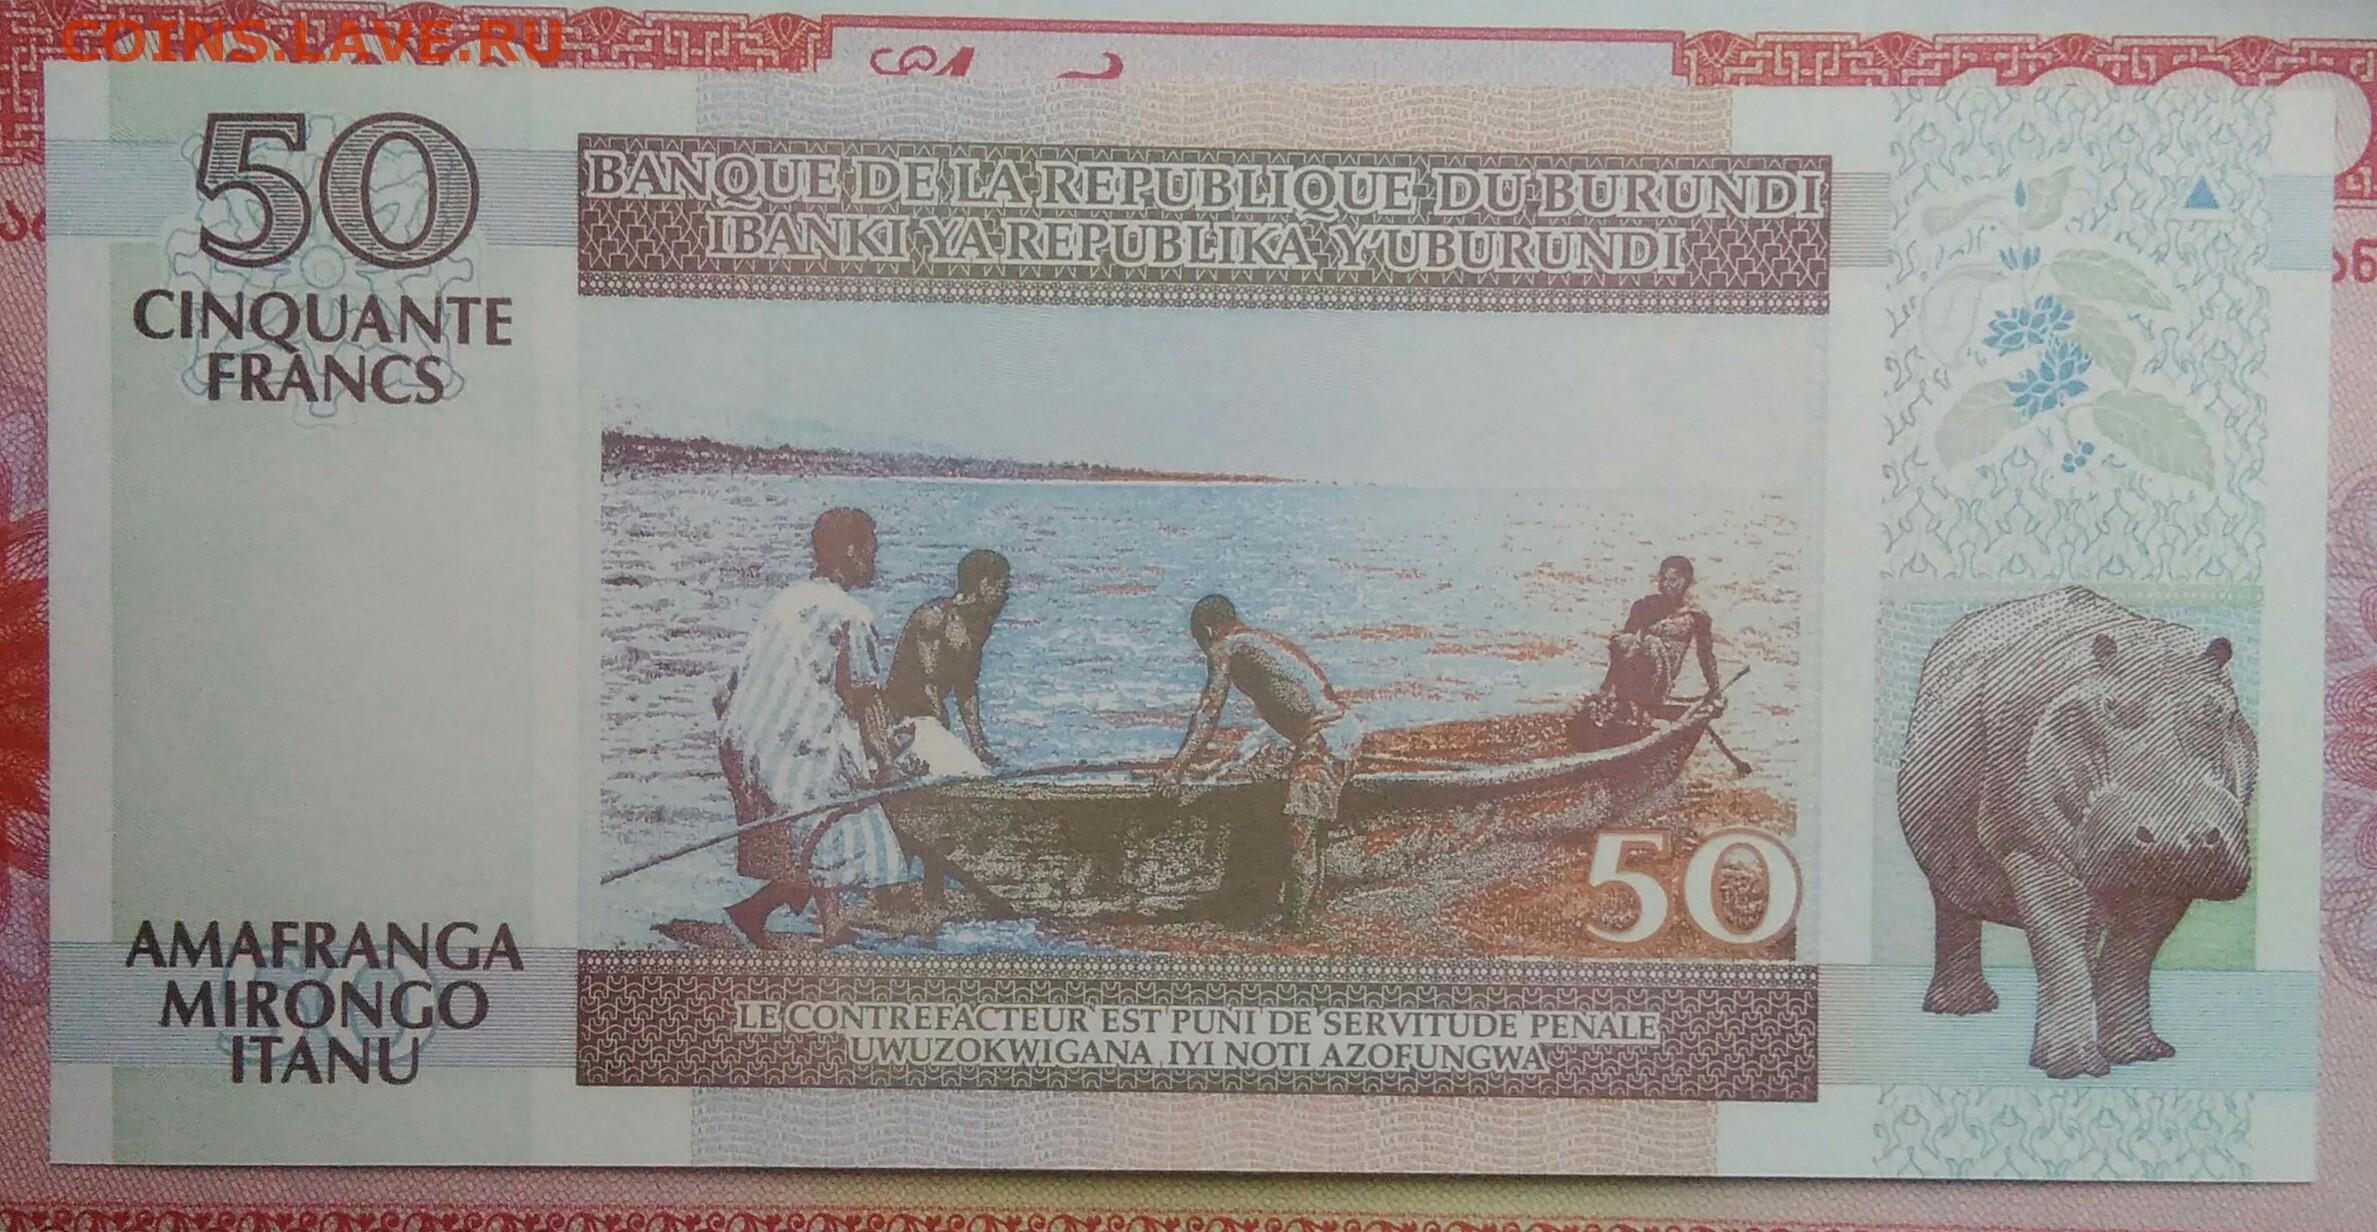 COINS.LAVE.RU
50
CINQUANTE
FRANCS
BANQUE DE LA REPUBLIQUE DU BURUNDI
IBANKI YA REPUBLIKA Y'UBURUNDI
50
AMAFRANGA
MIRONGO
ITANU
LE CONTREFACTEUR EST PUNI DE SERVITUDE PENALE
UWUZOKWIGANA IYI NOTI AZOFUNGWA